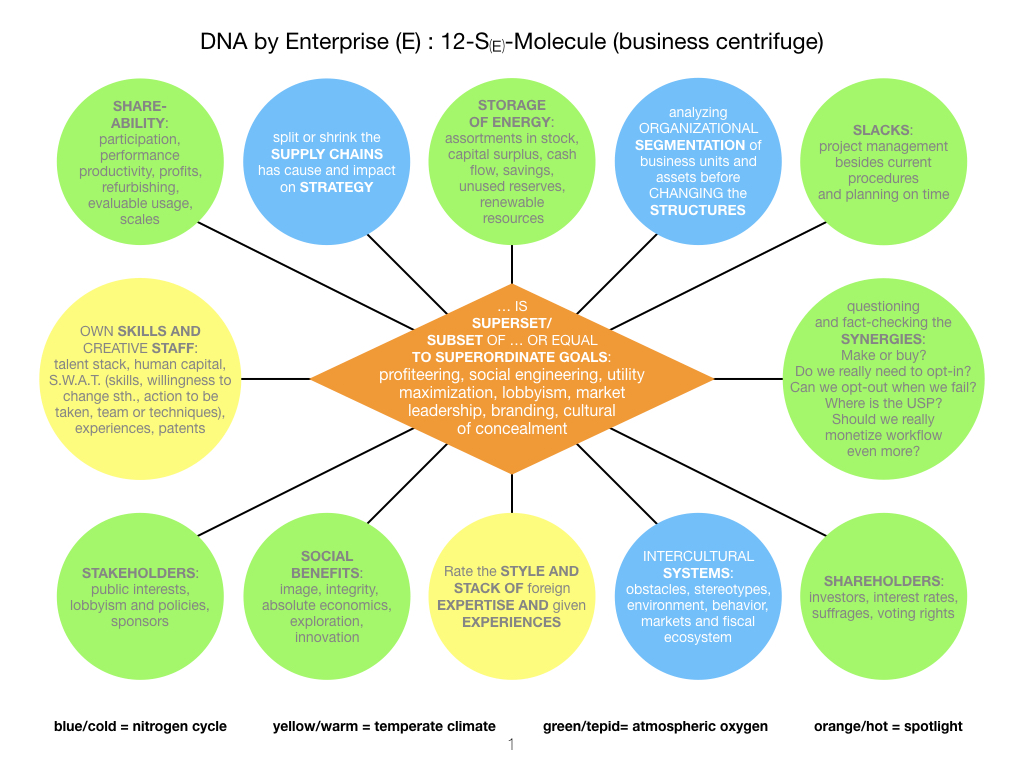 DNA by Enterprise (E) : 12-S(E)-Molecule (business centrifuge)
SHARE-
ABILITY:
participation,
performance
productivity, profits,
refurbishing,
evaluable usage,
scales
split or shrink the
SUPPLY CHAINS
has cause and impact
on STRATEGY
STORAGE
OF ENERGY:
assortments in stock,
capital surplus, cash
flow, savings,
unused reserves,
renewable
resources
analyzing
ORGANIZATIONAL
SEGMENTATION of
business units and
assets before
CHANGING the
STRUCTURES
SLACKS:
project management
besides current
procedures
and planning on time
OWN SKILLS AND
CREATIVE STAFF:
talent stack, human capital,
S.W.A.T. (skills, willingness to
change sth., action to be
taken, team or techniques),
experiences, patents
… IS
SUPERSET/
SUBSET OF … OR EQUAL
TO SUPERORDINATE GOALS:
profiteering, social engineering, utility
maximization, lobbyism, market
leadership, branding, cultural
of concealment
questioning
and fact-checking the
SYNERGIES:
Make or buy?
Do we really need to opt-in?
Can we opt-out when we fail?
Where is the USP?
Should we really
monetize workflow
even more?
STAKEHOLDERS:
public interests,
lobbyism and policies,
sponsors
SOCIAL
BENEFITS:
image, integrity,
absolute economics,
exploration,
innovation
Rate the STYLE AND
STACK OF foreign
EXPERTISE AND given
EXPERIENCES
INTERCULTURAL
SYSTEMS:
obstacles, stereotypes,
environment, behavior,
markets and fiscal
ecosystem
SHAREHOLDERS:
investors, interest rates,
suffrages, voting rights
blue/cold = nitrogen cycle
yellow/warm = temperate climate
green/tepid= atmospheric oxygen
orange/hot = spotlight
1